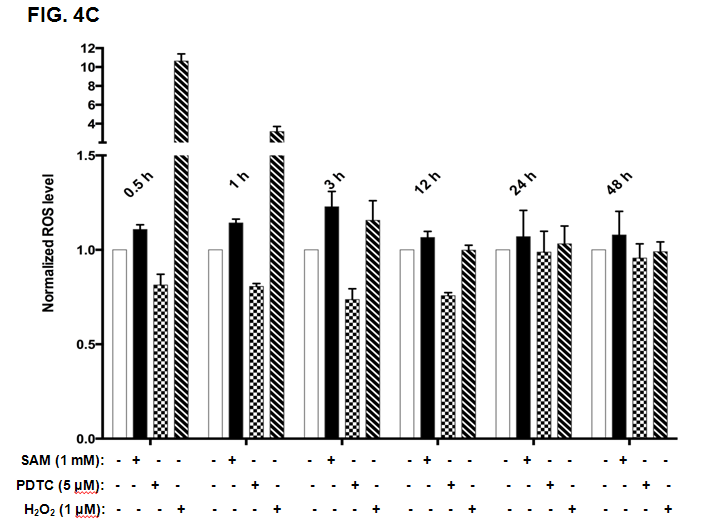 FIG. 4C
12
10
8
6
4
1.5
1.0
0.5
0.0
Normalized ROS level
0.5 h
1 h
3 h
12 h
24 h
48 h
SAM (1 mM): - + - - - + - - - + - - - + - - - + - - - + - -
PDTC (5 µM): - - + - - - + - - - + - - - + - - - + - - - + -
H₂O₂ (1 µM): - - - + - - - + - - - + - - - + - - - + - - - +